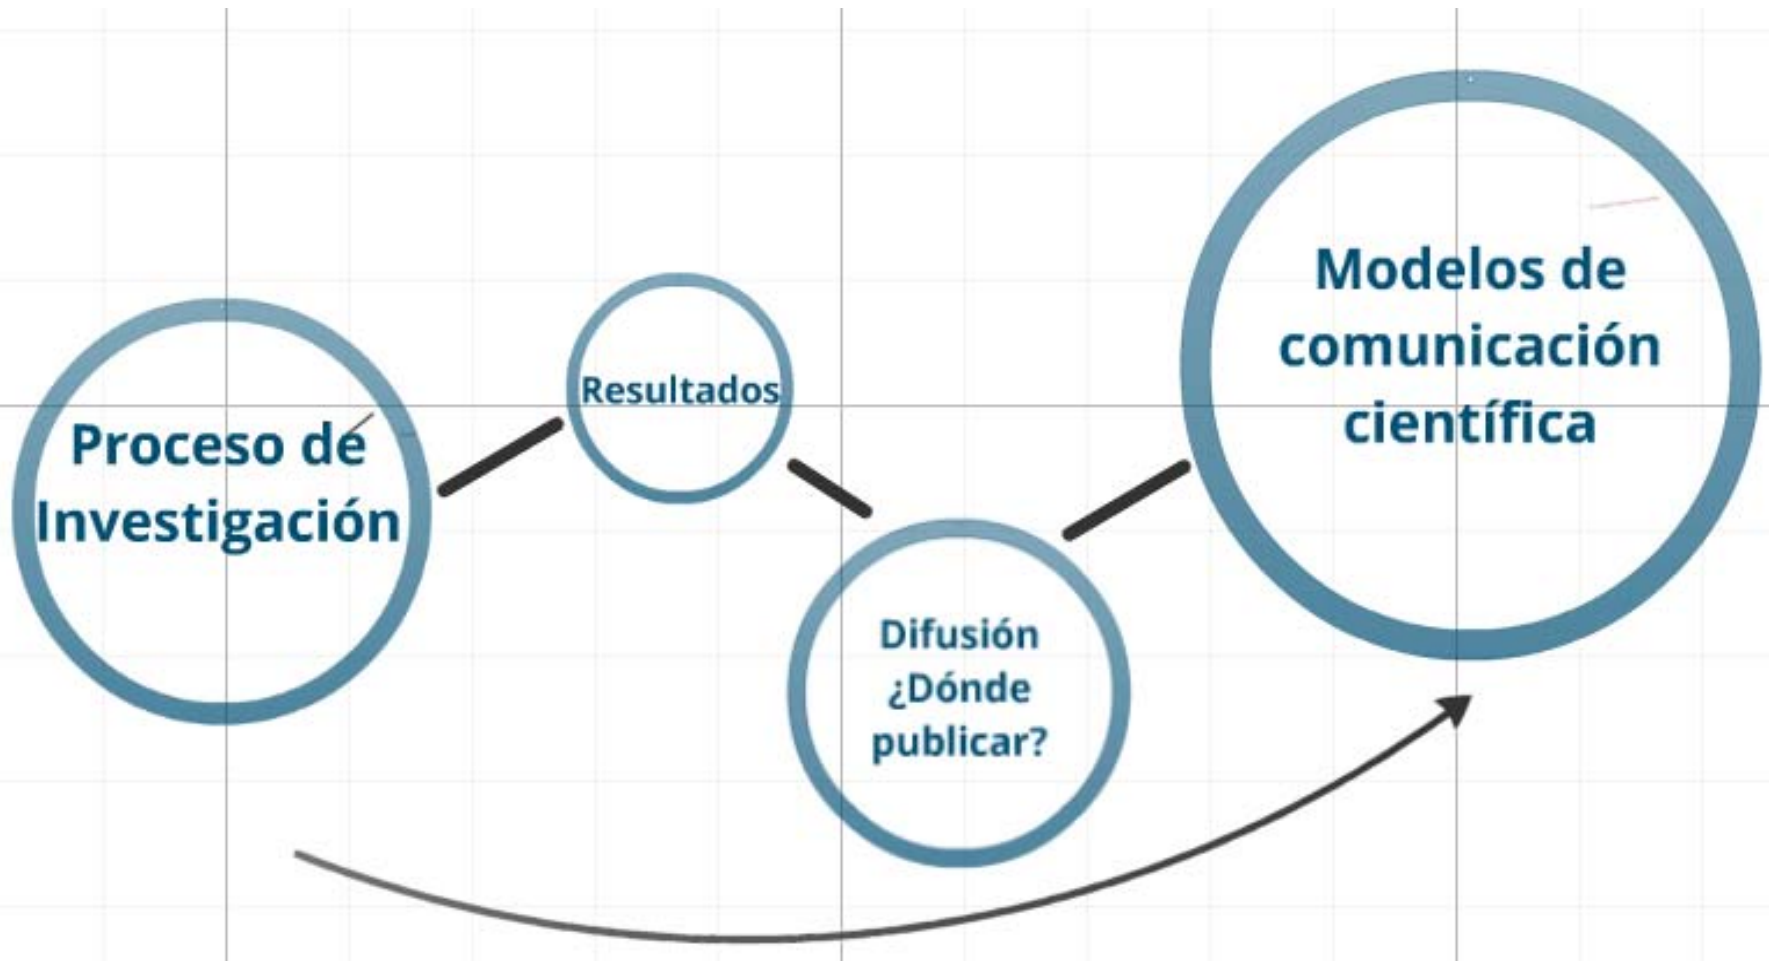 Proceso de
Investigación
Resultados
Difusión
¿Dónde
publicar?
Modelos de
comunicación
científica